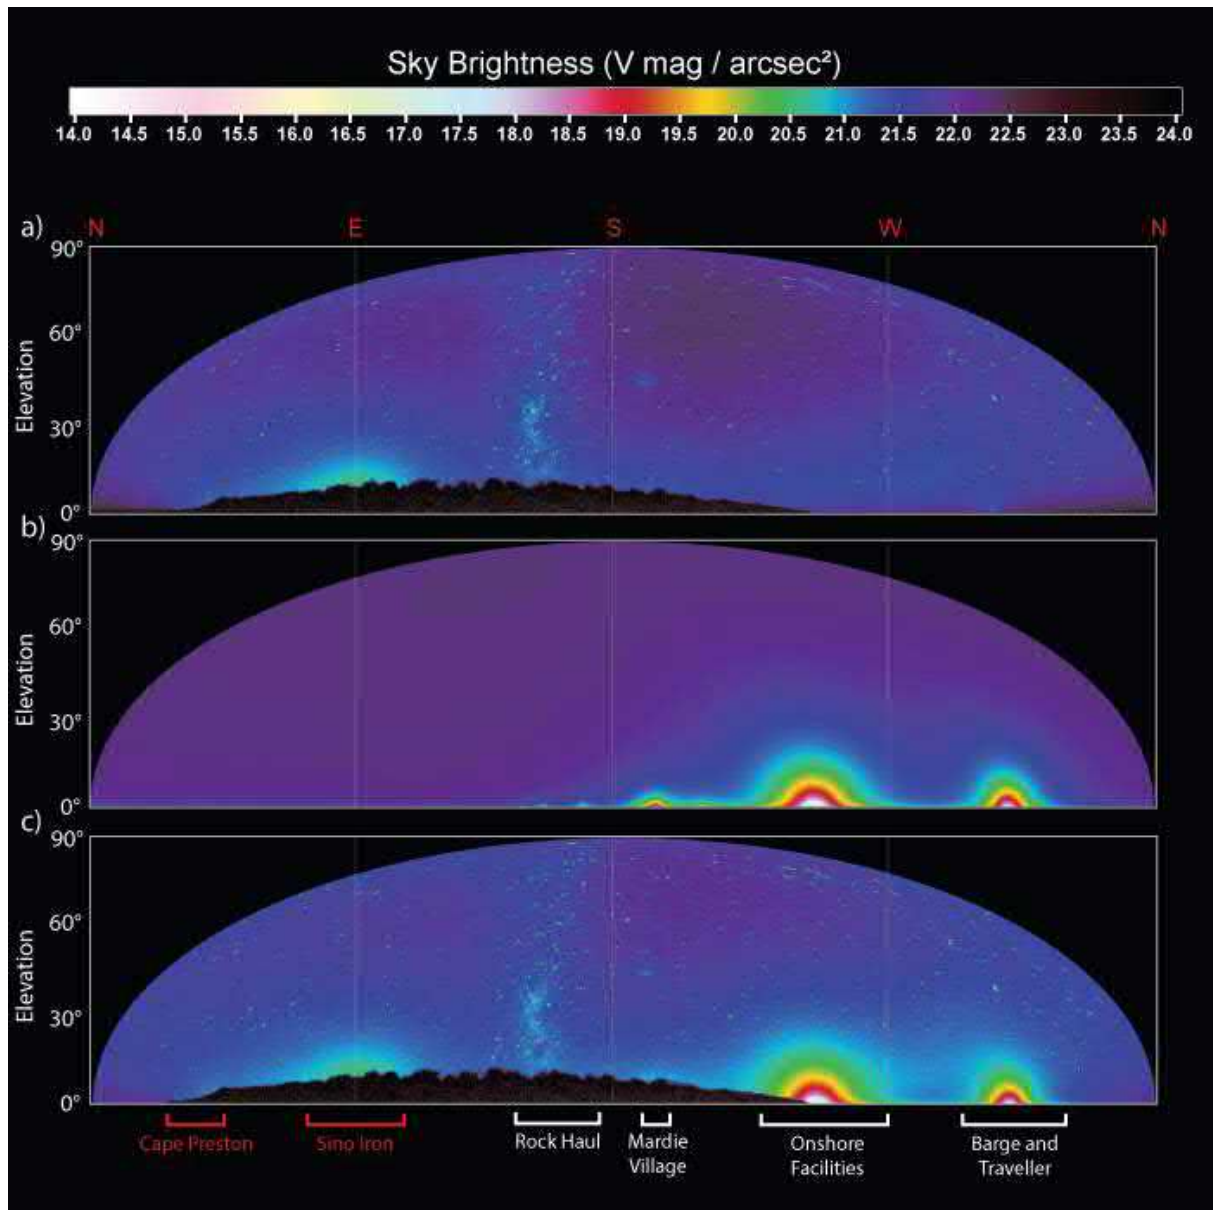 Sky Brightness (V mag / arcsec²)
14.0 14.5 15.0 15.5 16.0 16.5 17.0 17.5 18.0 18.5 19.0 19.5 20.0 20.5 21.0 21.5 22.0 22.5 23.0 23.5 24.0
a)
N E S W N
90°
60°
30°
0°
Elevation
b)
90°
60°
30°
0°
Elevation
c)
90°
60°
30°
0°
Elevation
Cape Preston
Sino Iron
Rock Haul
Mardie
Village
Onshore
Facilities
Barge and
Traveller